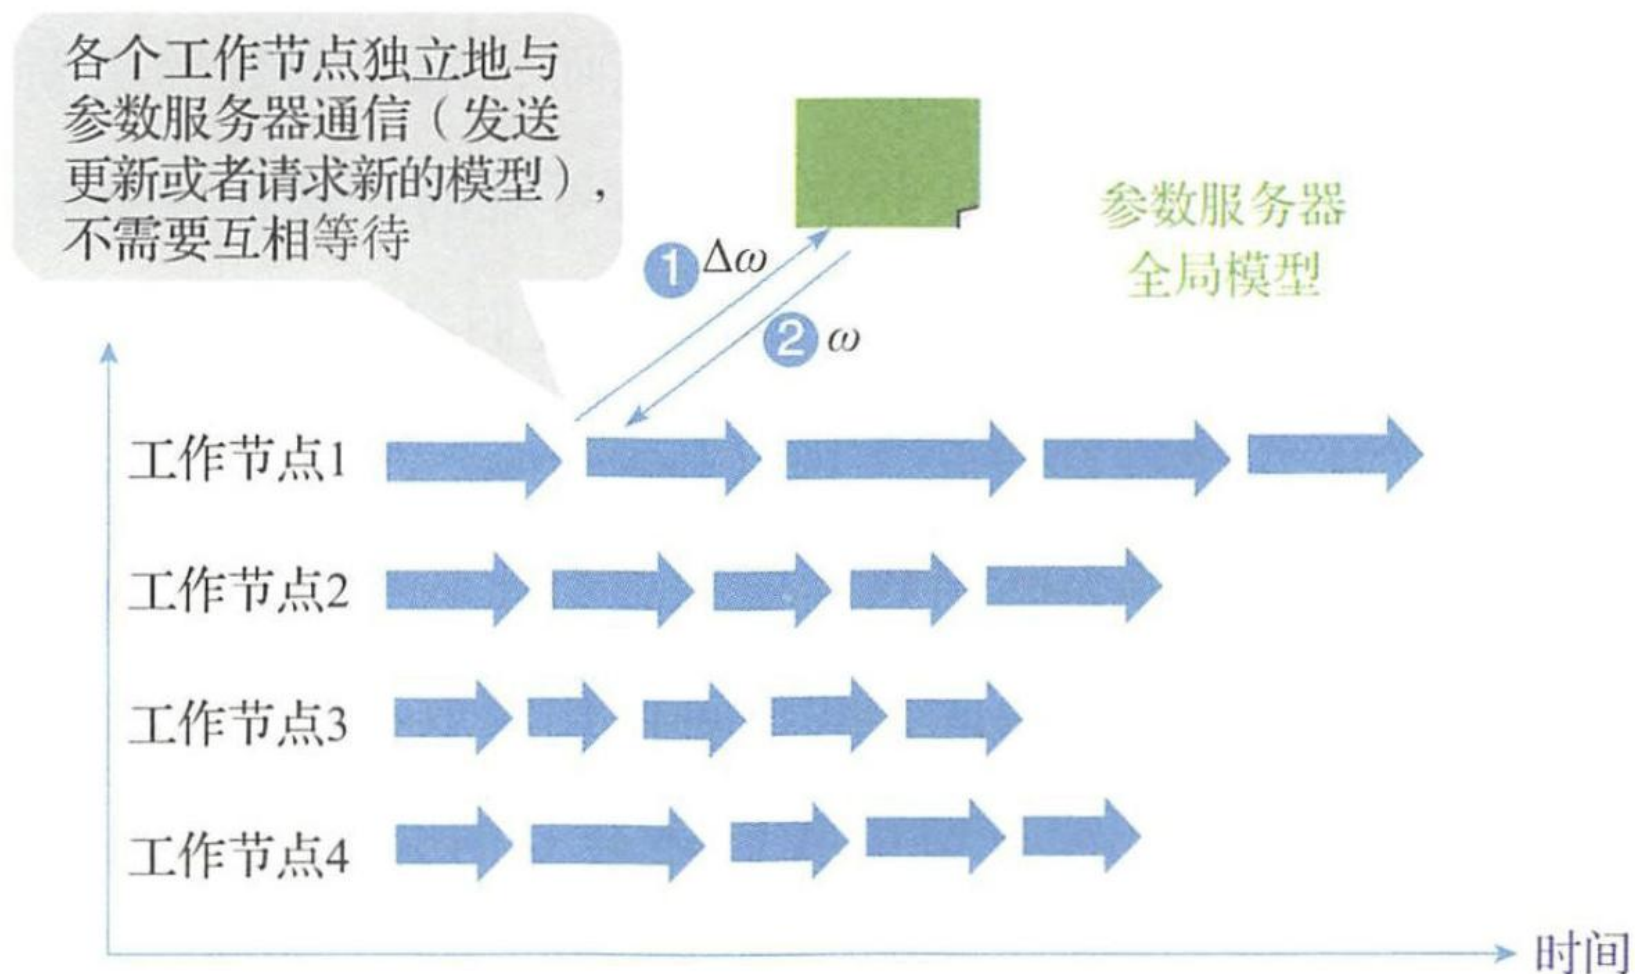 各个工作节点独立地与
参数服务器通信（发送
更新或者请求新的模型），
不需要互相等待
参数服务器
全局模型
1 Δω
2 ω
工作节点1
工作节点2
工作节点3
工作节点4
时间